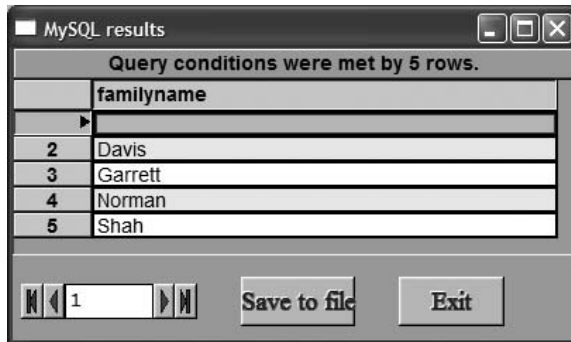 MySQL results
Query conditions were met by 5 rows.
familyname
2 Davis
3 Garrett
4 Norman
5 Shah
1 Save to file Exit